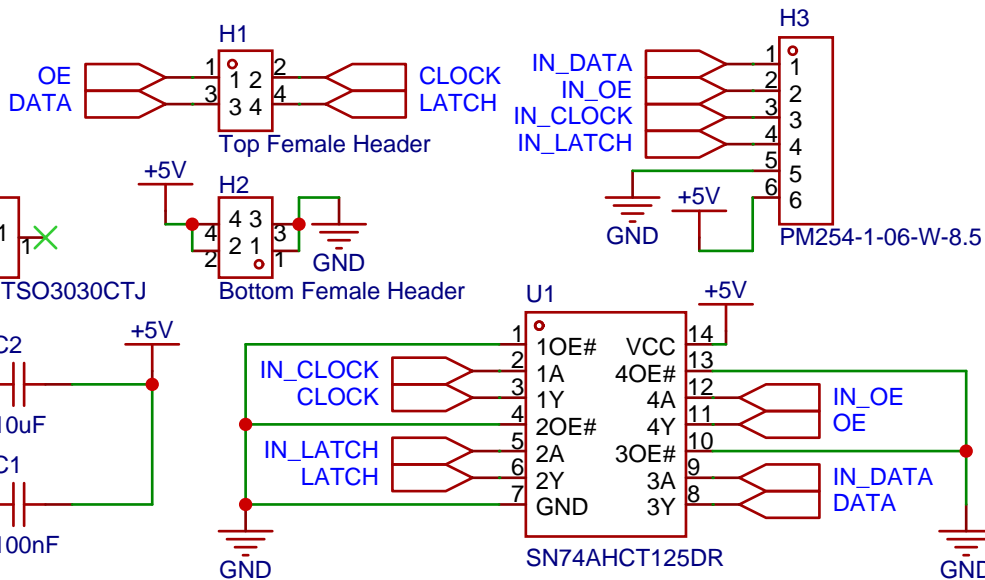 H1
OE
DATA
1
3
1 2
3 4
2
4
CLOCK
LATCH
Top Female Header
H3
IN_DATA
IN_OE
IN_CLOCK
IN_LATCH
1
2
3
4
5
6
1
2
3
4
5
6
+5V
GND
PM254-1-06-W-8.5
+5V
H2
4 3
2 1
4
2
3
1
GND
Bottom Female Header
1
1
TSO3030CTJ
+5V
C2
10uF
C1
100nF
U1
+5V
1
2
3
4
5
6
7
1OE#
1A
1Y
2OE#
2A
2Y
GND
VCC
4OE#
4A
4Y
3OE#
3A
3Y
14
13
12
11
10
9
8
IN_CLOCK
CLOCK
IN_LATCH
LATCH
IN_OE
OE
IN_DATA
DATA
GND
SN74AHCT125DR
GND